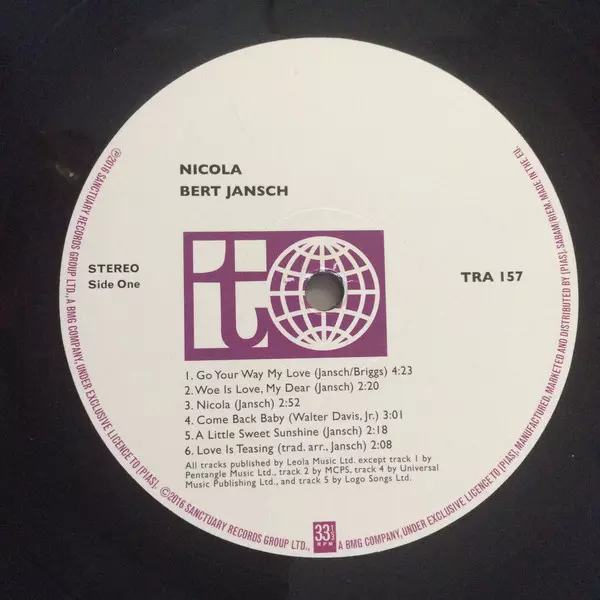 NICOLA
BERT JANSCH
STEREO
Side One
TRA 157
it
1. Go Your Way My Love (Jansch/Briggs) 4:23
2. Woe Is Love, My Dear (Jansch) 2:20
3. Nicola (Jansch) 2:52
4. Come Back Baby (Walter Davis, Jr.) 3:01
5. A Little Sweet Sunshine (Jansch) 2:18
6. Love Is Teasing (trad. arr., Jansch) 2:08
All tracks published by Leola Music Ltd. except track 1 by
Pentangle Music Ltd., track 2 by MCPS, track 4 by Universal
Music Publishing Ltd., and track 5 by Logo Songs Ltd.
33 1/3
RPM
℗2016 SANCTUARY RECORDS GROUP LTD., A BMG COMPANY, UNDER EXCLUSIVE LICENCE TO [PIAS].
©2016 SANCTUARY RECORDS GROUP LTD., A BMG COMPANY, UNDER EXCLUSIVE LICENCE TO [PIAS]. MANUFACTURED, MARKETED AND DISTRIBUTED BY [PIAS]. SABAM/BIEM. MADE IN THE EU.